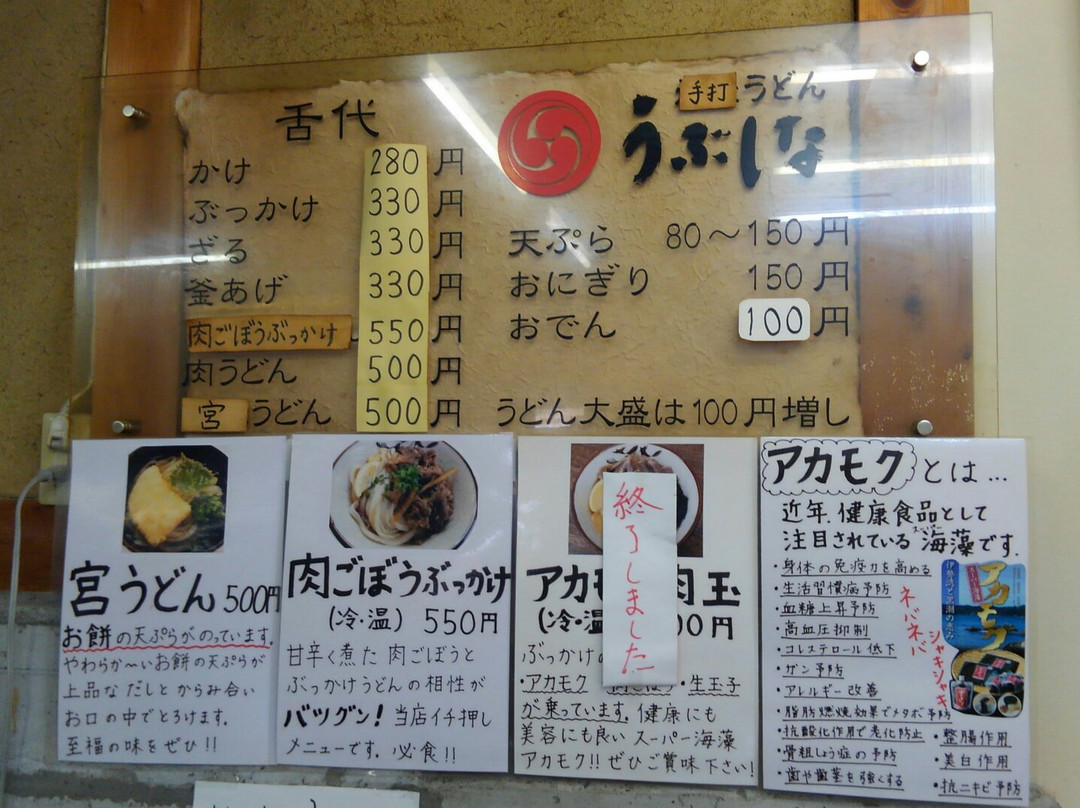 舌代
かけ 280円
ぶっかけ 330円
ざる 330円
釜あげ 330円
肉ごぼうぶっかけ 550円
肉うどん 500円
宮うどん 500円
手打うどん
うぶしな
天ぷら 80〜150円
おにぎり 150円
おでん 100円
うどん大盛は100円増し
宮うどん 500円
お餅の天ぷらがのっています。
やわらか〜いお餅の天ぷらが
上品なだしとからみ合い
お口の中でとろけます。
至福の味をぜひ!!
肉ごぼうぶっかけ
(冷・温) 550円
甘辛く煮た肉ごぼうと
ぶっかけうどんの相性が
バツグン! 当店イチ押し
メニューです。必食!!
アカモ 肉玉
(冷・温 00円
終了しました
ぶっかけの
・アカモク ・生玉子
が乗っています。健康にも
美容にも良いスーパー海藻
アカモク!!ぜひご賞味下さい!
アカモクとは…
近年、健康食品として
注目されている海藻です。
スーパー
・身体の免疫力を高める
・生活習慣病予防
・血糖上昇予防
・高血圧抑制
・コレステロール低下
・ガン予防
・アレルギー改善
・脂肪燃焼効果でメタボ予防
・抗酸化作用で老化防止
・骨粗しょう症の予防
・歯や歯茎を強くする
・整腸作用
・美白作用
・抗ニキビ予防
ネバネバ
シャキシャキ
アカモク